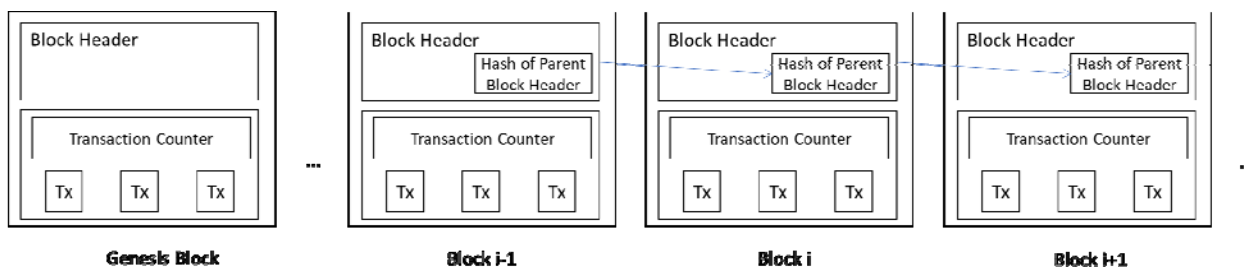 Block Header
Transaction Counter
Tx Tx Tx
Genesis Block
...
Block Header
Hash of Parent
Block Header
Transaction Counter
Tx Tx Tx
Block i-1
Block Header
Hash of Parent
Block Header
Transaction Counter
Tx Tx Tx
Block i
Block Header
Hash of Parent
Block Header
Transaction Counter
Tx Tx Tx
Block i+1
.